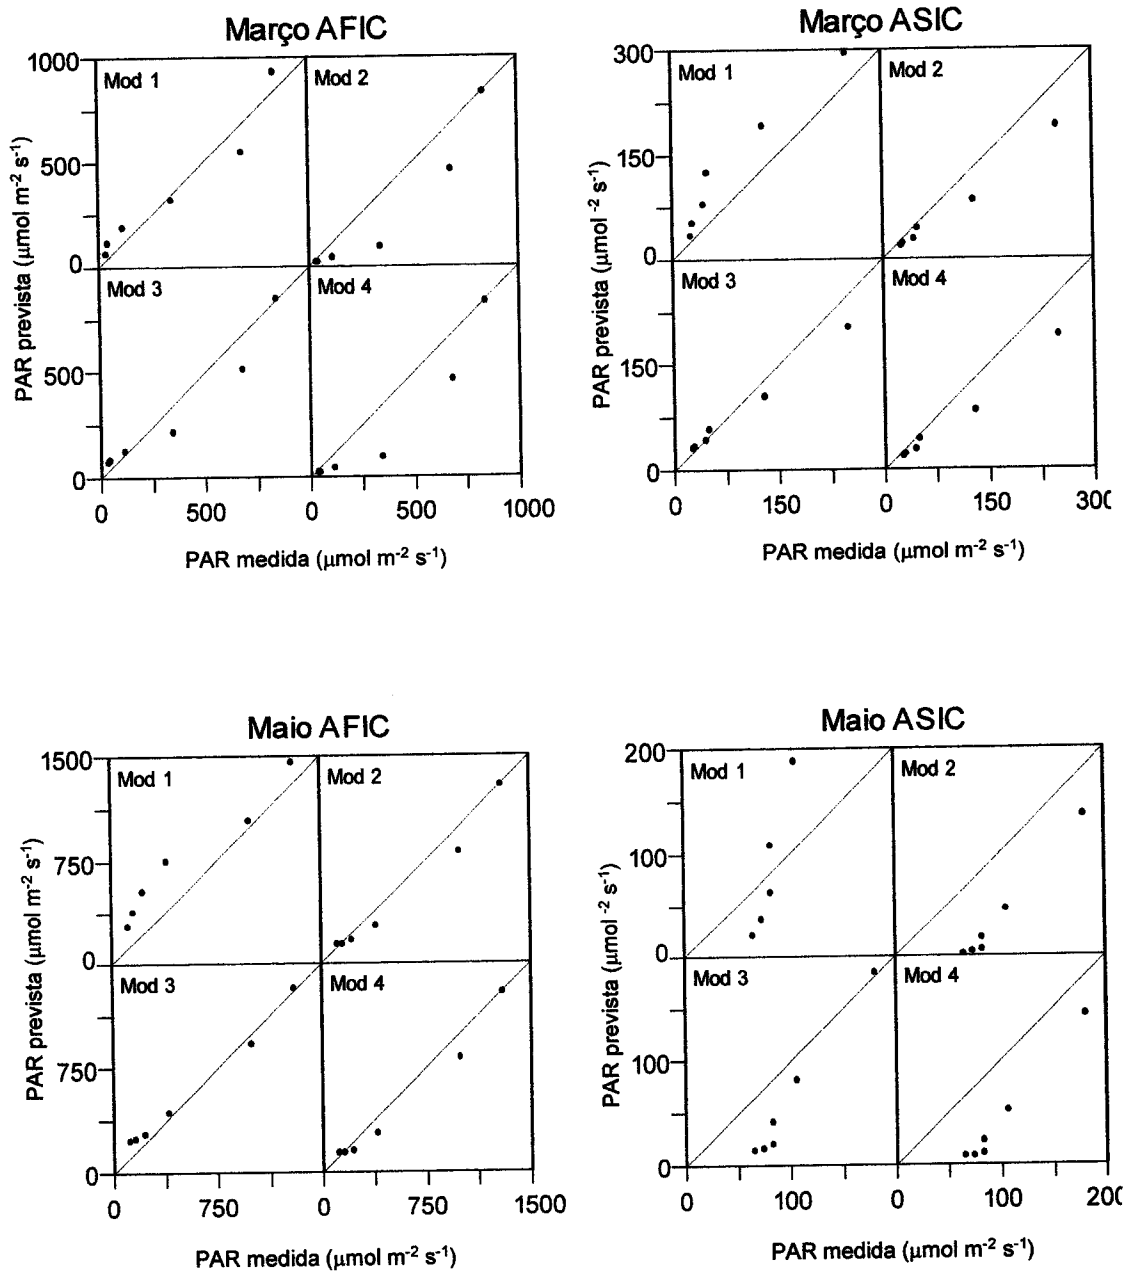 Março AFIC
1000
500
0
500
0
Mod 1
Mod 2
Mod 3
Mod 4
PAR prevista (µmol m-2 s-1)
0
500
0
500
1000
PAR medida (µmol m-2 s-1)
Março ASIC
300
150
0
150
0
Mod 1
Mod 2
Mod 3
Mod 4
PAR prevista (µmol -2 s-1)
0
150
0
150
300
PAR medida (µmol m-2 s-1)
Maio AFIC
1500
750
0
750
0
Mod 1
Mod 2
Mod 3
Mod 4
PAR prevista (µmol m-2 s-1)
0
750
0
750
1500
PAR medida (µmol m-2 s-1)
Maio ASIC
200
100
0
100
0
Mod 1
Mod 2
Mod 3
Mod 4
PAR prevista (µmol -2 s-1)
0
100
0
100
200
PAR medida (µmol m-2 s-1)